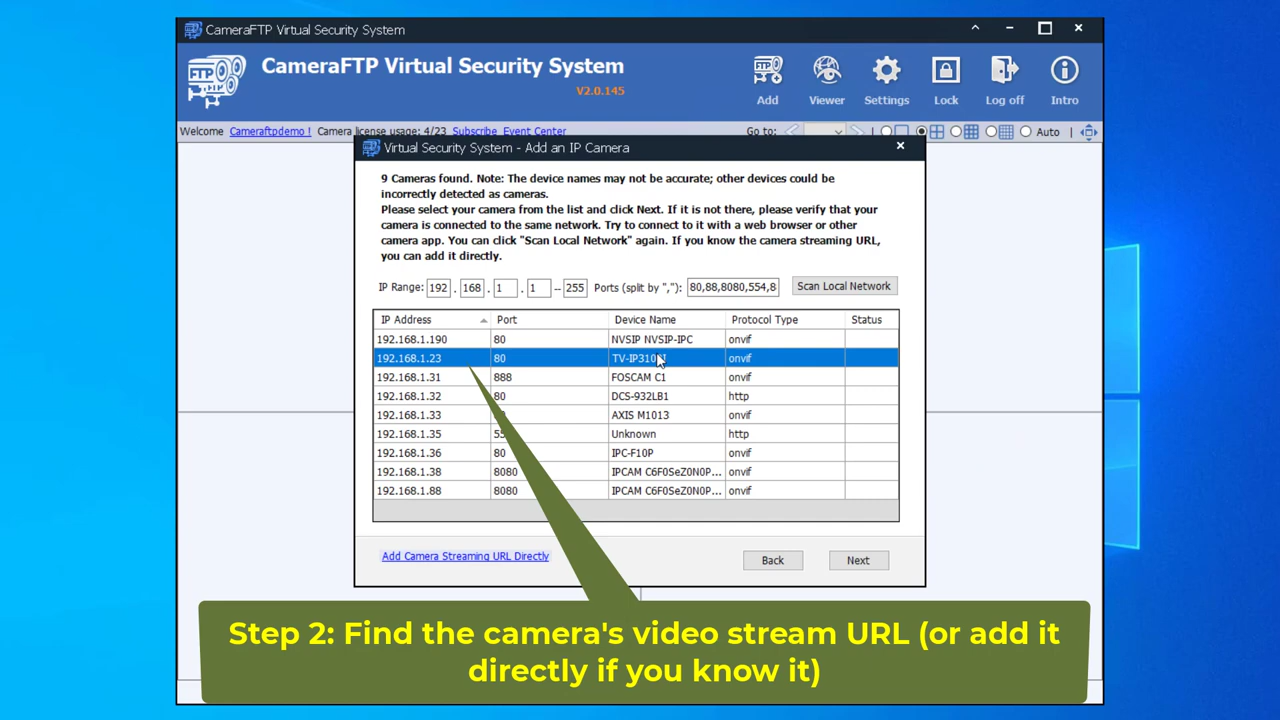 CameraFTP Virtual Security System
FTP
CameraFTP Virtual Security System
V2.0.145
Add
Viewer
Settings
Lock
Log off
Intro
Welcome Cameraftpdemo ! Camera license usage: 4/23 Subscribe Event Center
Go to:
Auto
Virtual Security System - Add an IP Camera
9 Cameras found. Note: The device names may not be accurate; other devices could be
incorrectly detected as cameras.
Please select your camera from the list and click Next. If it is not there, please verify that your
camera is connected to the same network. Try to connect to it with a web browser or other
camera app. You can click "Scan Local Network" again. If you know the camera streaming URL,
you can add it directly.
IP Range: 192 . 168 . 1 . 1 -- 255 Ports (split by ","): 80,88,8080,554,8 Scan Local Network
IP Address Port Device Name Protocol Type Status
192.168.1.190 80 NVSIP NVSIP-IPC onvif
192.168.1.23 80 onvif
192.168.1.31 888 FOSCAM C1 onvif
192.168.1.32 80 DCS-932LB1 http
192.168.1.33 AXIS M1013 onvif
192.168.1.35 Unknown http
192.168.1.36 80 IPC-F10P onvif
192.168.1.38 8080 IPCAM C6F0SeZ0N0P... onvif
192.168.1.88 8080 IPCAM C6F0SeZ0N0P... onvif
Add Camera Streaming URL Directly
Back
Next
Step 2: Find the camera's video stream URL (or add it
directly if you know it)